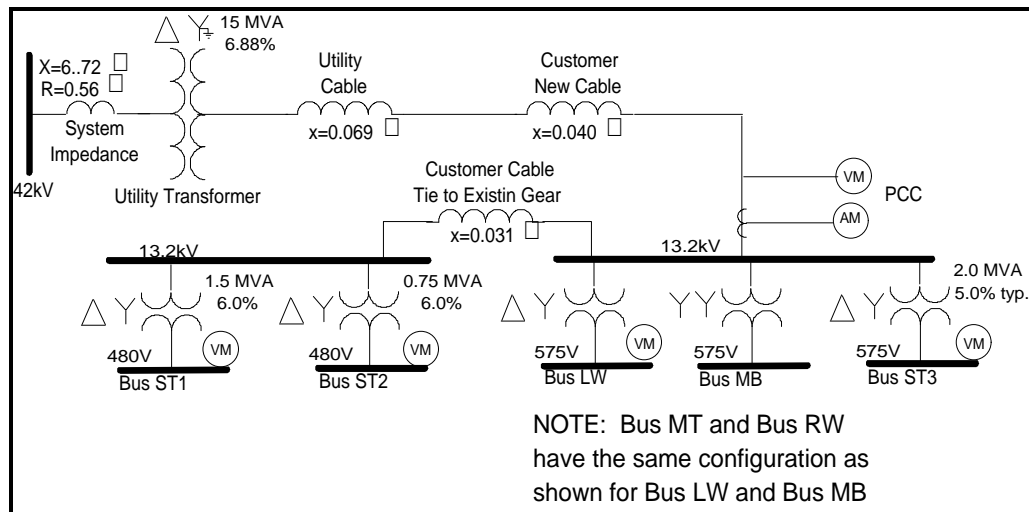 15 MVA
6.88%
X=6..72 □
R=0.56 □
System
Impedance
42kV
Utility Transformer
Utility
Cable
x=0.069 □
Customer
New Cable
x=0.040 □
Customer Cable
Tie to Existin Gear
x=0.031 □
VM
AM
PCC
13.2kV
13.2kV
1.5 MVA
6.0%
0.75 MVA
6.0%
2.0 MVA
5.0% typ.
480V
VM
Bus ST1
480V
VM
Bus ST2
575V
VM
Bus LW
575V
Bus MB
575V
VM
Bus ST3
NOTE: Bus MT and Bus RW
have the same configuration as
shown for Bus LW and Bus MB